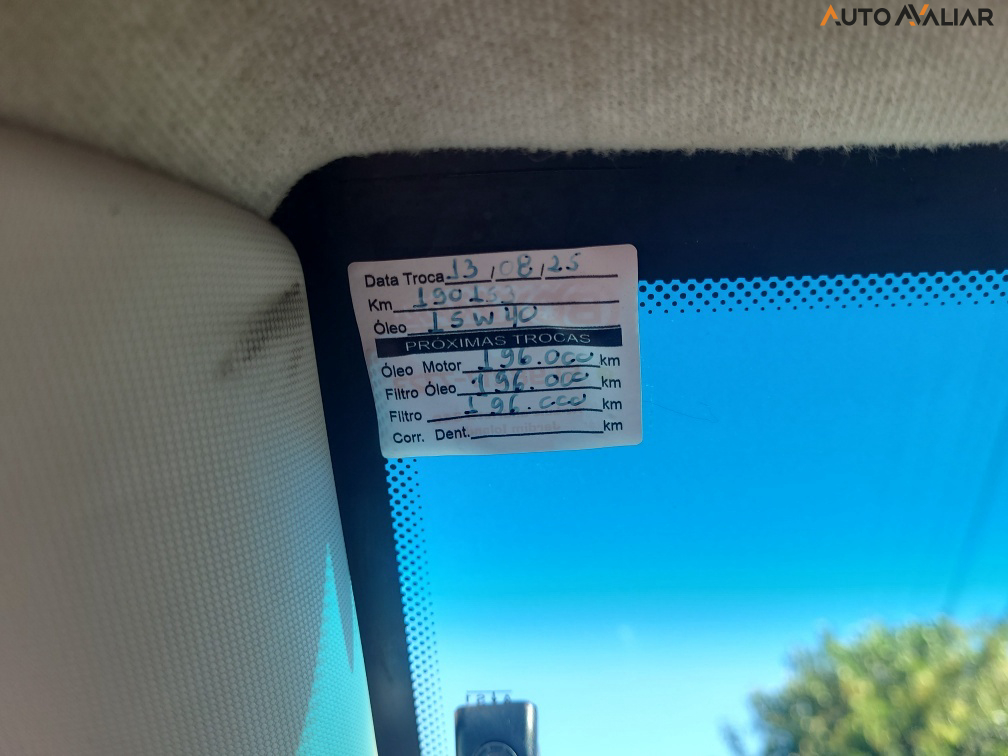 AUTO AVALIAR
Data Troca 13/08/25
Km 190153
Óleo 15W40
PRÓXIMAS TROCAS
Óleo Motor 196.000 km
Filtro Óleo 196.000 km
Filtro 196.000 km
Corr. Dent. km